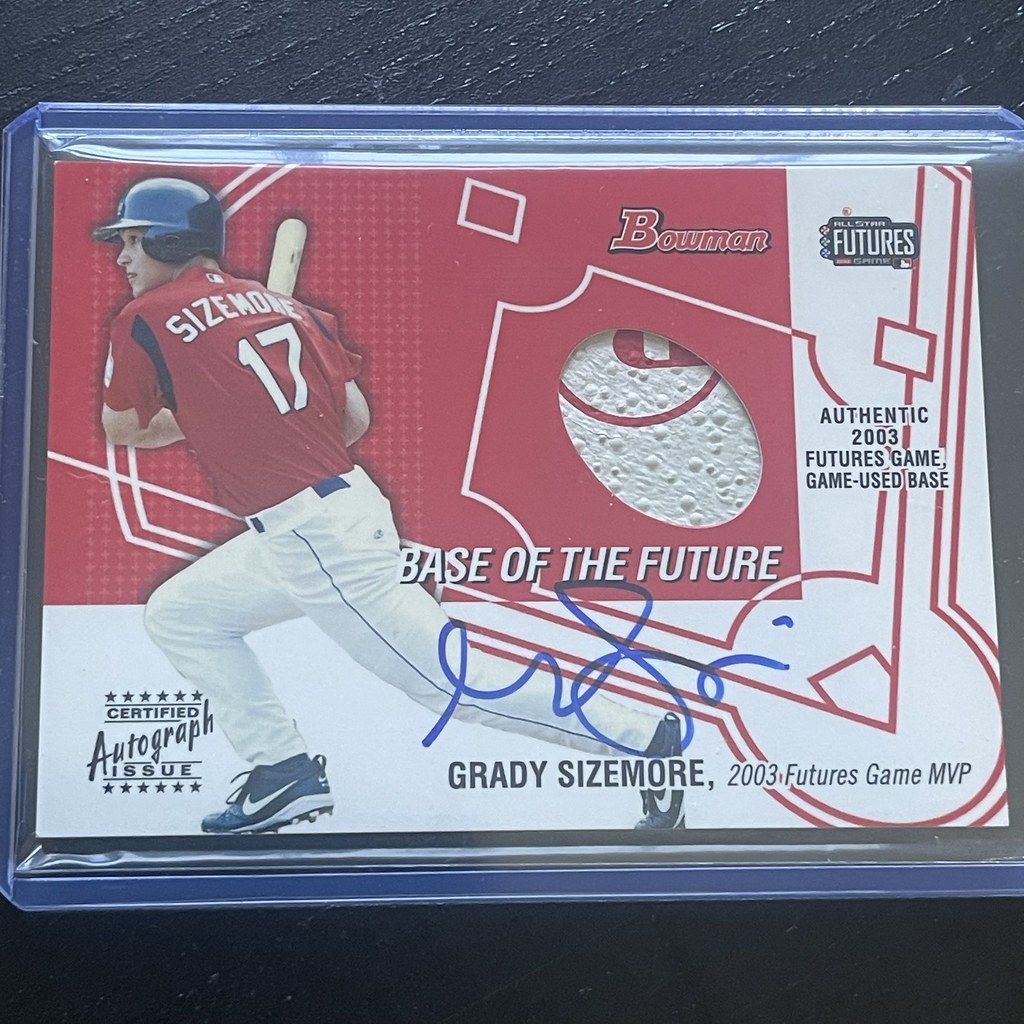 Bowman
ALL STAR
FUTURES
GAME
SIZEMORE
17
AUTHENTIC
2003
FUTURES GAME,
GAME-USED BASE
BASE OF THE FUTURE
CERTIFIED
Autograph
ISSUE
GRADY SIZEMORE, 2003 Futures Game MVP